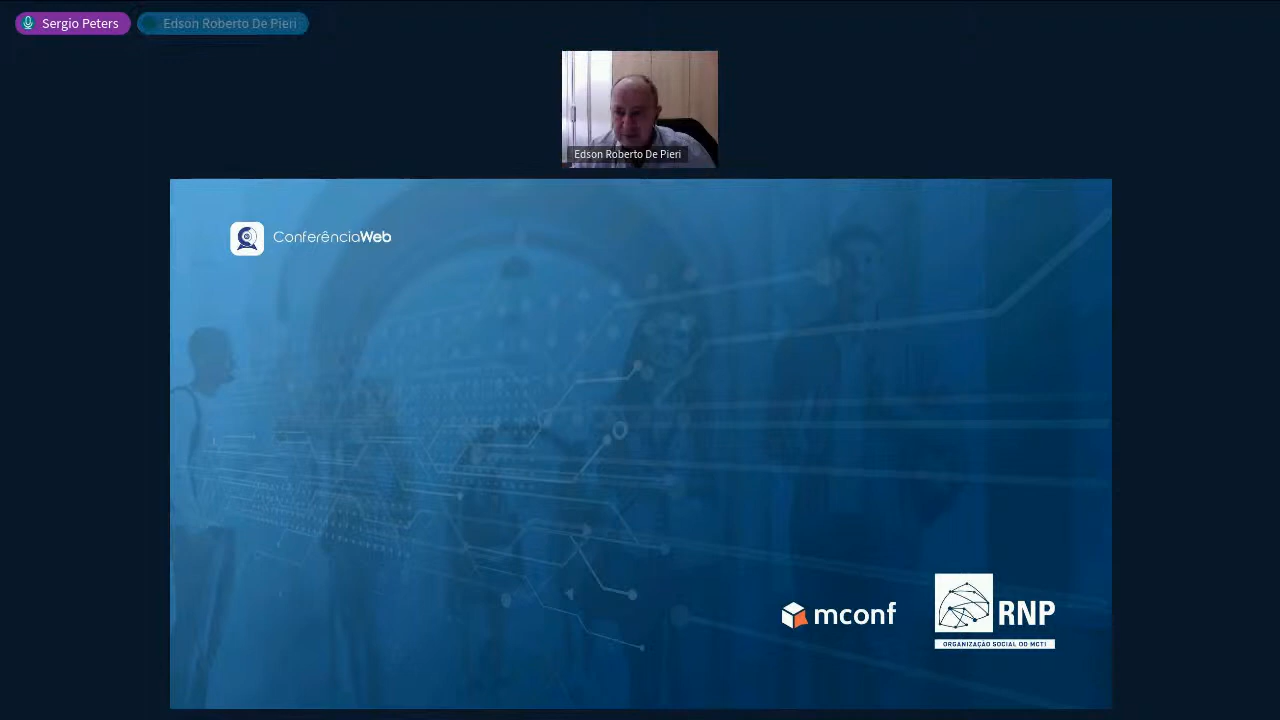 Sergio Peters
Edson Roberto De Pieri
Edson Roberto De Pieri
ConferênciaWeb
mconf
RNP
ORGANIZAÇÃO SOCIAL DO MCTI